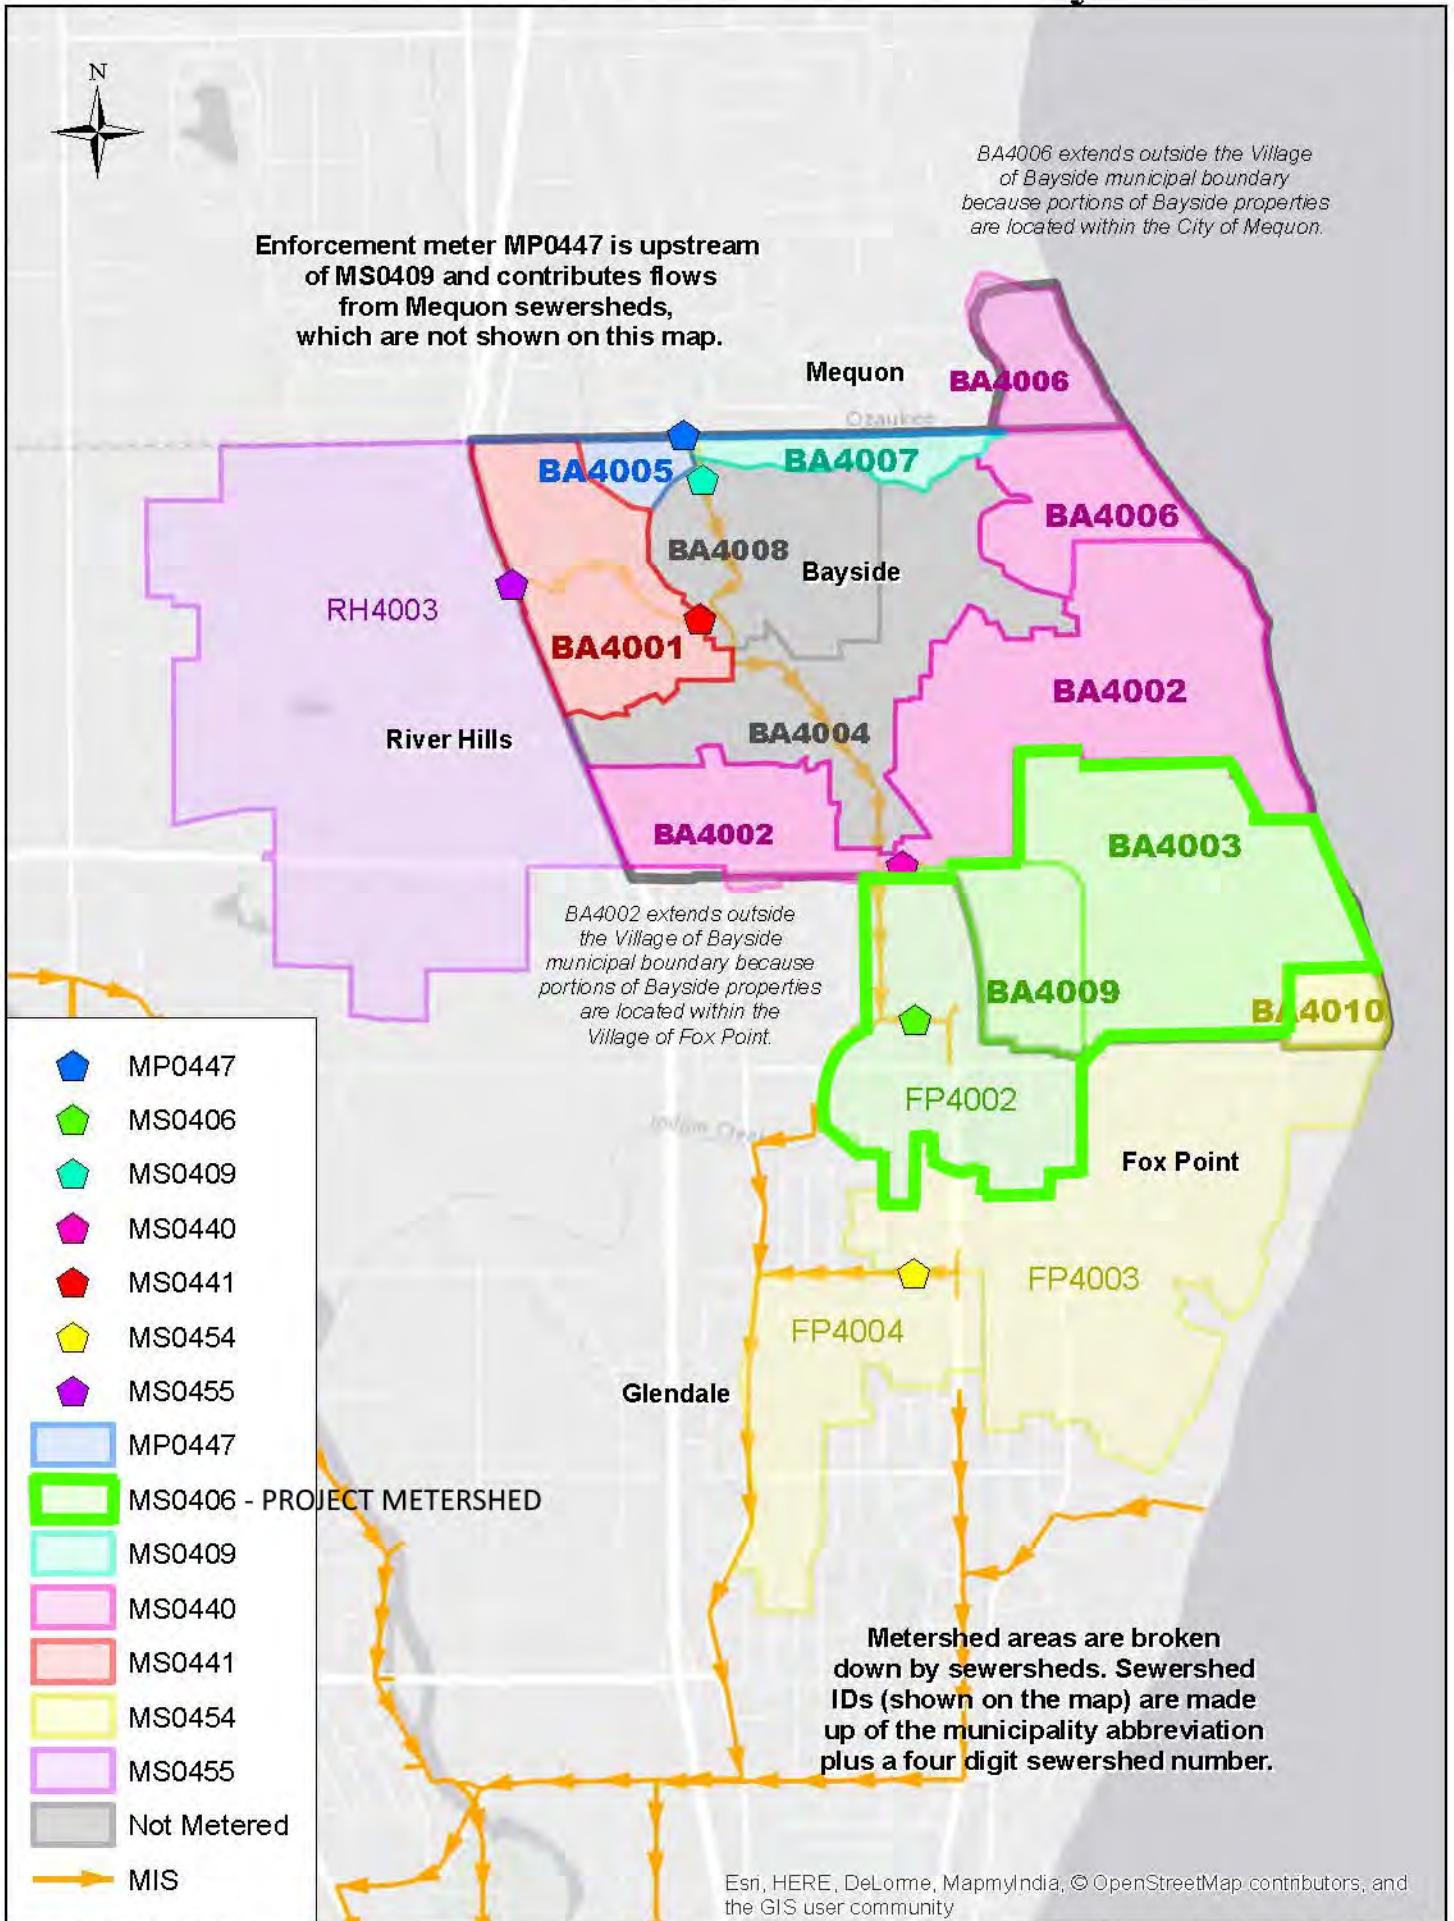 N
BA4006 extends outside the Village
of Bayside municipal boundary
because portions of Bayside properties
are located within the City of Mequon.
Enforcement meter MP0447 is upstream
of MS0409 and contributes flows
from Mequon sewersheds,
which are not shown on this map.
Mequon
BA4006
Ozaukee
BA4005
BA4007
BA4006
BA4008
Bayside
RH4003
BA4001
BA4002
River Hills
BA4004
BA4002
BA4003
BA4002 extends outside
the Village of Bayside
municipal boundary because
portions of Bayside properties
are located within the
Village of Fox Point.
BA4009
BA4010
FP4002
Indian Creek
Fox Point
FP4003
FP4004
Glendale
MP0447
MS0406
MS0409
MS0440
MS0441
MS0454
MS0455
MP0447
MS0406 - PROJECT METERSHED
MS0409
MS0440
MS0441
MS0454
MS0455
Not Metered
MIS
Metershed areas are broken
down by sewersheds. Sewershed
IDs (shown on the map) are made
up of the municipality abbreviation
plus a four digit sewershed number.
Esri, HERE, DeLorme, MapmyIndia, © OpenStreetMap contributors, and
the GIS user community